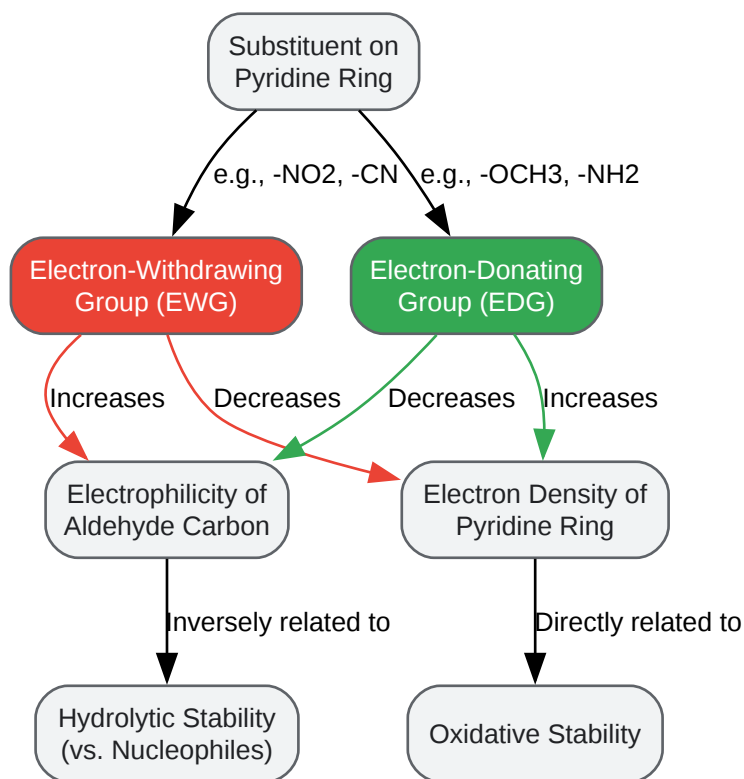 Substituent on
Pyridine Ring
e.g., -NO2, -CN
e.g., -OCH3, -NH2
Electron-Withdrawing
Group (EWG)
Electron-Donating
Group (EDG)
Increases
Decreases
Decreases
Increases
Electrophilicity of
Aldehyde Carbon
Electron Density of
Pyridine Ring
Inversely related to
Directly related to
Hydrolytic Stability
(vs. Nucleophiles)
Oxidative Stability